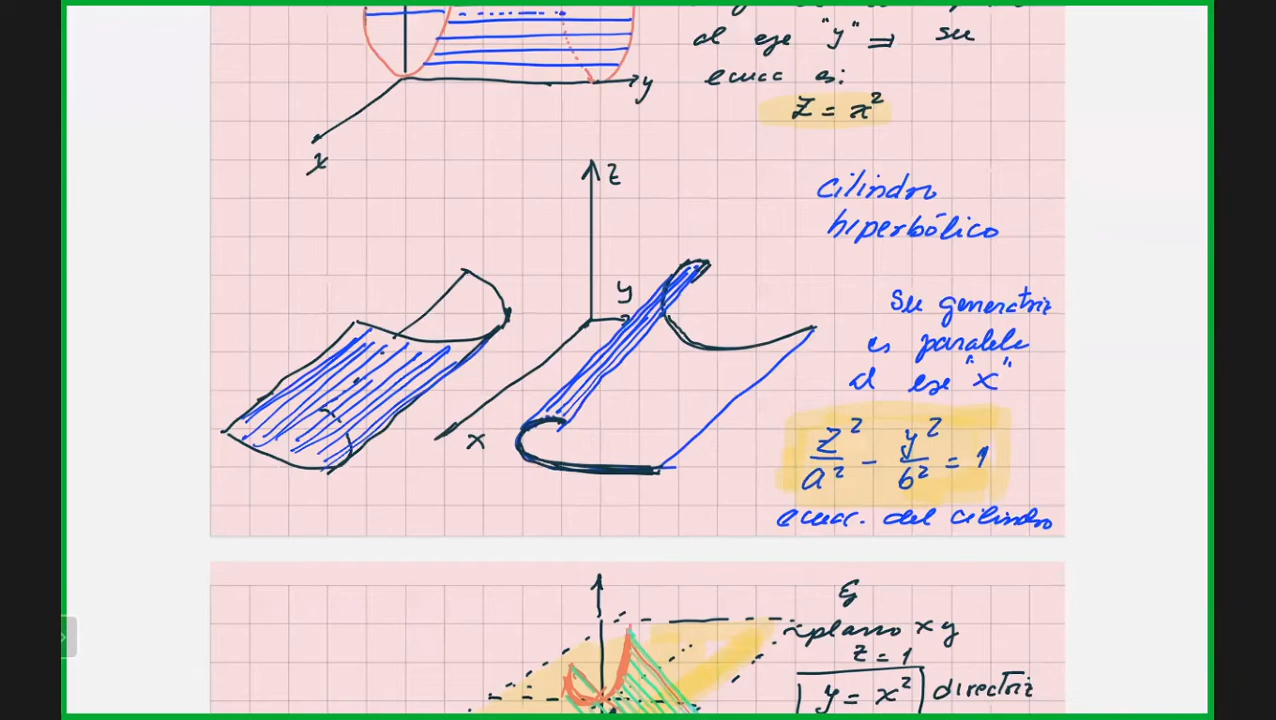 al eje "y" ⇒ su
ecuac es:
Z = x²
y
x
z
y
x
Cilindro
hiperbólico
Su generatriz
es paralela
al eje "x"
z²/a² - y²/b² = 1
ecuac. del cilindro
plano xy
z = 1
y = x² directriz